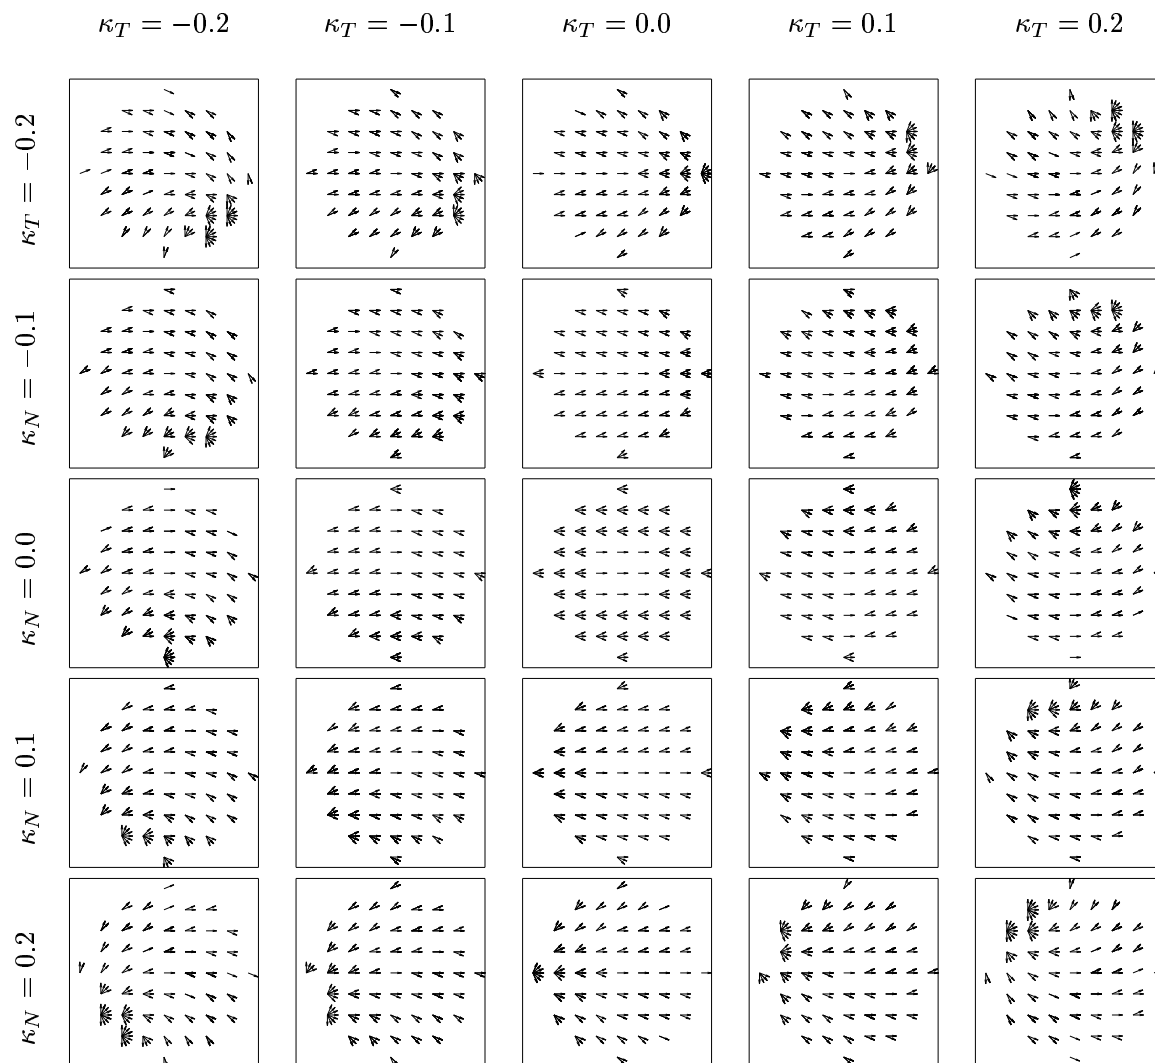 κ_T = −0.2
κ_T = −0.1
κ_T = 0.0
κ_T = 0.1
κ_T = 0.2
κ_T = −0.2
κ_N = −0.1
κ_N = 0.0
κ_N = 0.1
κ_N = 0.2